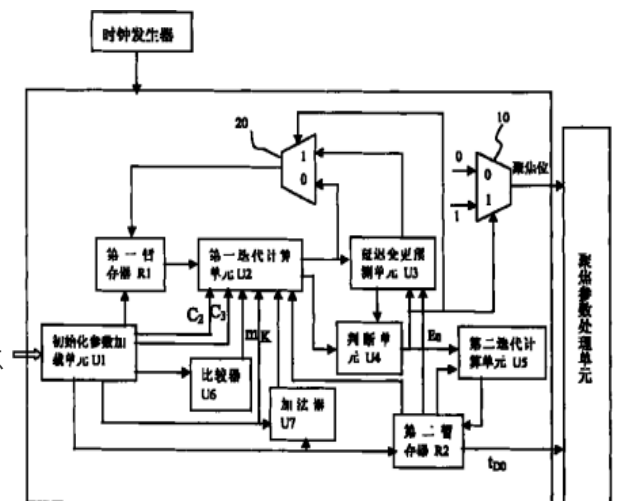 时钟发生器
20
10
1
0
0
1
0
1
聚焦位
第一暂
存器 R1
第一迭代计算
单元 U2
延迟变更预
测单元 U3
C2
C3
mK
初始化参数加
载单元 U1
比较器
U6
加法器
U7
判断单
元 U4
E0
第二迭代计
算单元 U5
第二暂
存器 R2
tD0
聚焦参数处理单元